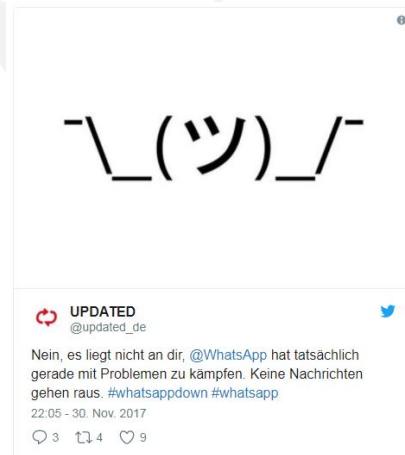 ¯\_(ツ)_/¯
UPDATED
@updated_de
Nein, es liegt nicht an dir, @WhatsApp hat tatsächlich
gerade mit Problemen zu kämpfen. Keine Nachrichten
gehen raus. #whatsappdown #whatsapp
22:05 - 30. Nov. 2017
3 4 9